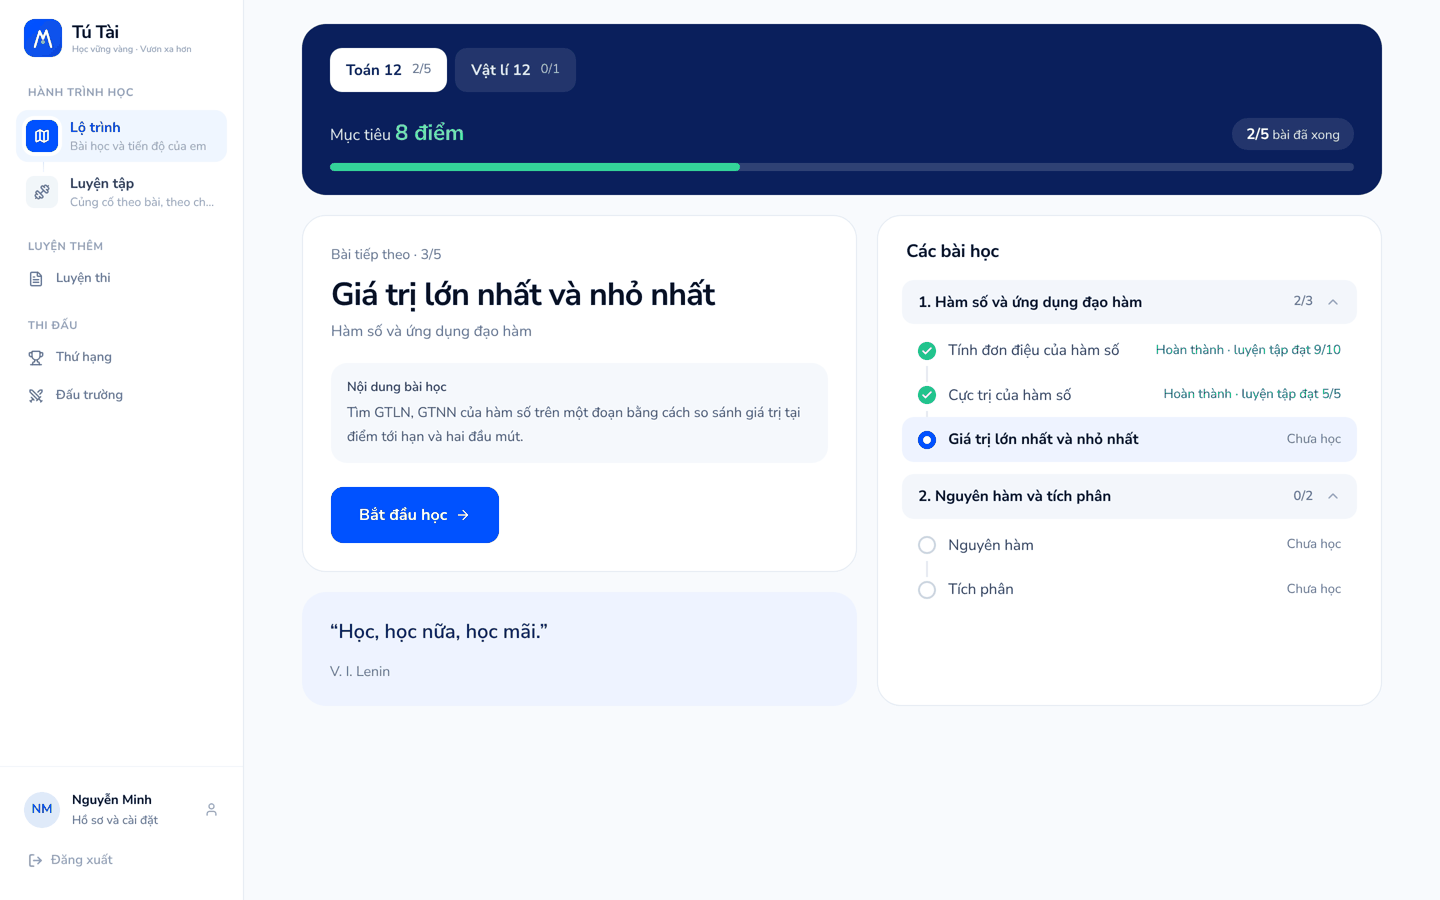 Tú Tài
Học vững vàng · Vươn xa hơn
HÀNH TRÌNH HỌC
Lộ trình
Bài học và tiến độ của em
Luyện tập
Củng cố theo bài, theo ch...
LUYỆN THÊM
Luyện thi
THI ĐẤU
Thứ hạng
Đấu trường
Nguyễn Minh
NM
Hồ sơ và cài đặt
Đăng xuất
Toán 12 2/5
Vật lí 12 0/1
Mục tiêu 8 điểm
2/5 bài đã xong
Bài tiếp theo · 3/5
Giá trị lớn nhất và nhỏ nhất
Hàm số và ứng dụng đạo hàm
Nội dung bài học
Tìm GTLN, GTNN của hàm số trên một đoạn bằng cách so sánh giá trị tại
điểm tới hạn và hai đầu mút.
Bắt đầu học
“Học, học nữa, học mãi.”
V. I. Lenin
Các bài học
1. Hàm số và ứng dụng đạo hàm 2/3
Tính đơn điệu của hàm số Hoàn thành · luyện tập đạt 9/10
Cực trị của hàm số Hoàn thành · luyện tập đạt 5/5
Giá trị lớn nhất và nhỏ nhất Chưa học
2. Nguyên hàm và tích phân 0/2
Nguyên hàm Chưa học
Tích phân Chưa học